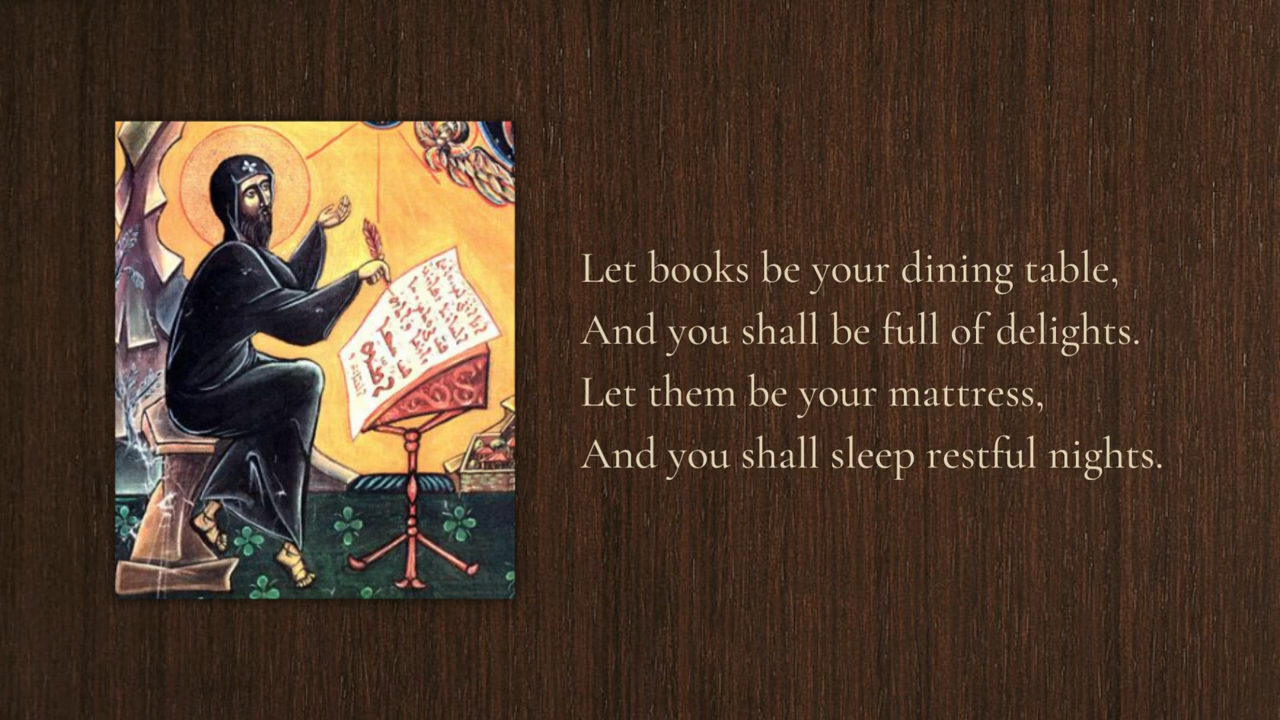 Let books be your dining table,
And you shall be full of delights.
Let them be your mattress,
And you shall sleep restful nights.